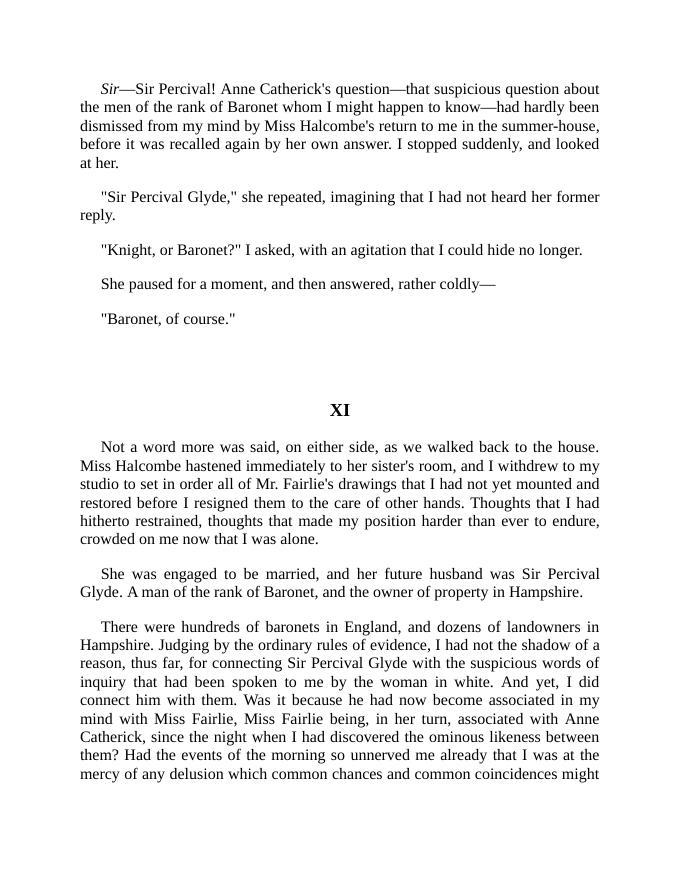 Sir—Sir Percival! Anne Catherick's question—that suspicious question about
the men of the rank of Baronet whom I might happen to know—had hardly been
dismissed from my mind by Miss Halcombe's return to me in the summer-house,
before it was recalled again by her own answer. I stopped suddenly, and looked
at her.
"Sir Percival Glyde," she repeated, imagining that I had not heard her former
reply.
"Knight, or Baronet?" I asked, with an agitation that I could hide no longer.
She paused for a moment, and then answered, rather coldly—
"Baronet, of course."
XI
Not a word more was said, on either side, as we walked back to the house.
Miss Halcombe hastened immediately to her sister's room, and I withdrew to my
studio to set in order all of Mr. Fairlie's drawings that I had not yet mounted and
restored before I resigned them to the care of other hands. Thoughts that I had
hitherto restrained, thoughts that made my position harder than ever to endure,
crowded on me now that I was alone.
She was engaged to be married, and her future husband was Sir Percival
Glyde. A man of the rank of Baronet, and the owner of property in Hampshire.
There were hundreds of baronets in England, and dozens of landowners in
Hampshire. Judging by the ordinary rules of evidence, I had not the shadow of a
reason, thus far, for connecting Sir Percival Glyde with the suspicious words of
inquiry that had been spoken to me by the woman in white. And yet, I did
connect him with them. Was it because he had now become associated in my
mind with Miss Fairlie, Miss Fairlie being, in her turn, associated with Anne
Catherick, since the night when I had discovered the ominous likeness between
them? Had the events of the morning so unnerved me already that I was at the
mercy of any delusion which common chances and common coincidences might